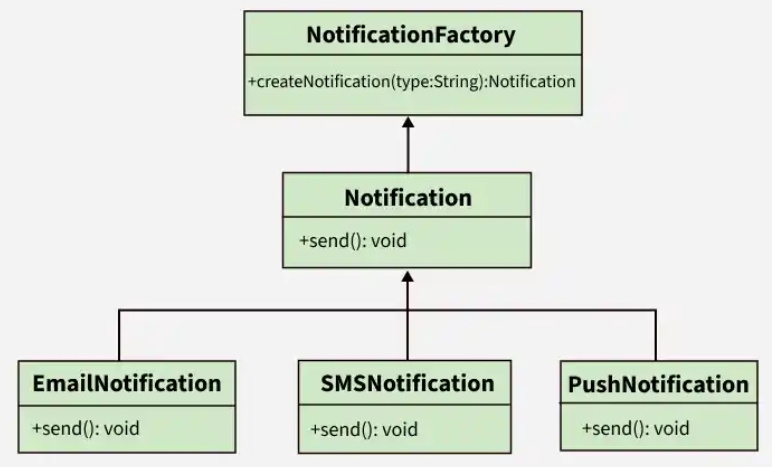 NotificationFactory
+createNotification(type:String):Notification
Notification
+send(): void
EmailNotification
SMSNotification
PushNotification
+send(): void
+send(): void
+send(): void